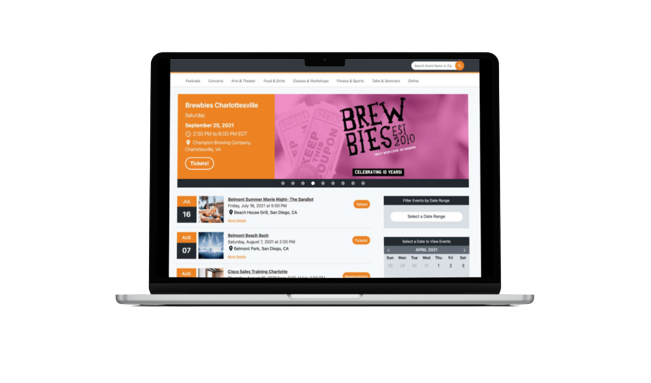 Search Event Name or Zip
Festivals Concerts Arts & Theater Food & Drink Classes & Workshops Fitness & Sports Talks & Seminars Online
Brewbies Charlottesville
Saturday
September 25, 2021
2:00 PM to 6:00 PM EDT
Champion Brewing Company,
Charlottesville, VA
Tickets!
KEEP THIS COUPON
BREW
BIES EST
2010
CELEBRATING 10 YEARS!
JUL
16
Belmont Summer Movie Night- The Sandlot
Friday, July 16, 2021 at 5:00 PM
Beach House Grill, San Diego, CA
More details
AUG
07
Belmont Beach Bash
Saturday, August 7, 2021 at 2:00 PM
Belmont Park, San Diego, CA
More details
Tickets
AUG
Cisco Sales Training Charlotte
Filter Events by Date Range
Select a Date Range
Select a Date to View Events
‹ APRIL 2021 ›
Sun Mon Tue Wed Thu Fri Sat
1 2 3